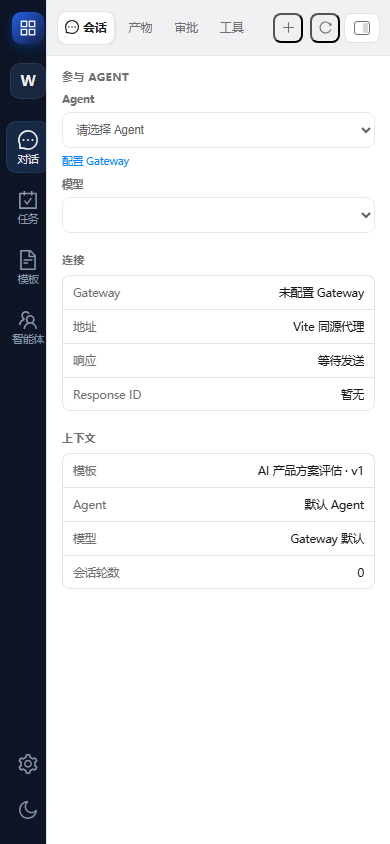 会话
产物
审批
工具
W
对话
任务
模板
智能体
参与 AGENT
Agent
请选择 Agent
配置 Gateway
模型
连接
Gateway 未配置 Gateway
地址 Vite 同源代理
响应 等待发送
Response ID 暂无
上下文
模板 AI 产品方案评估 · v1
Agent 默认 Agent
模型 Gateway 默认
会话轮数 0